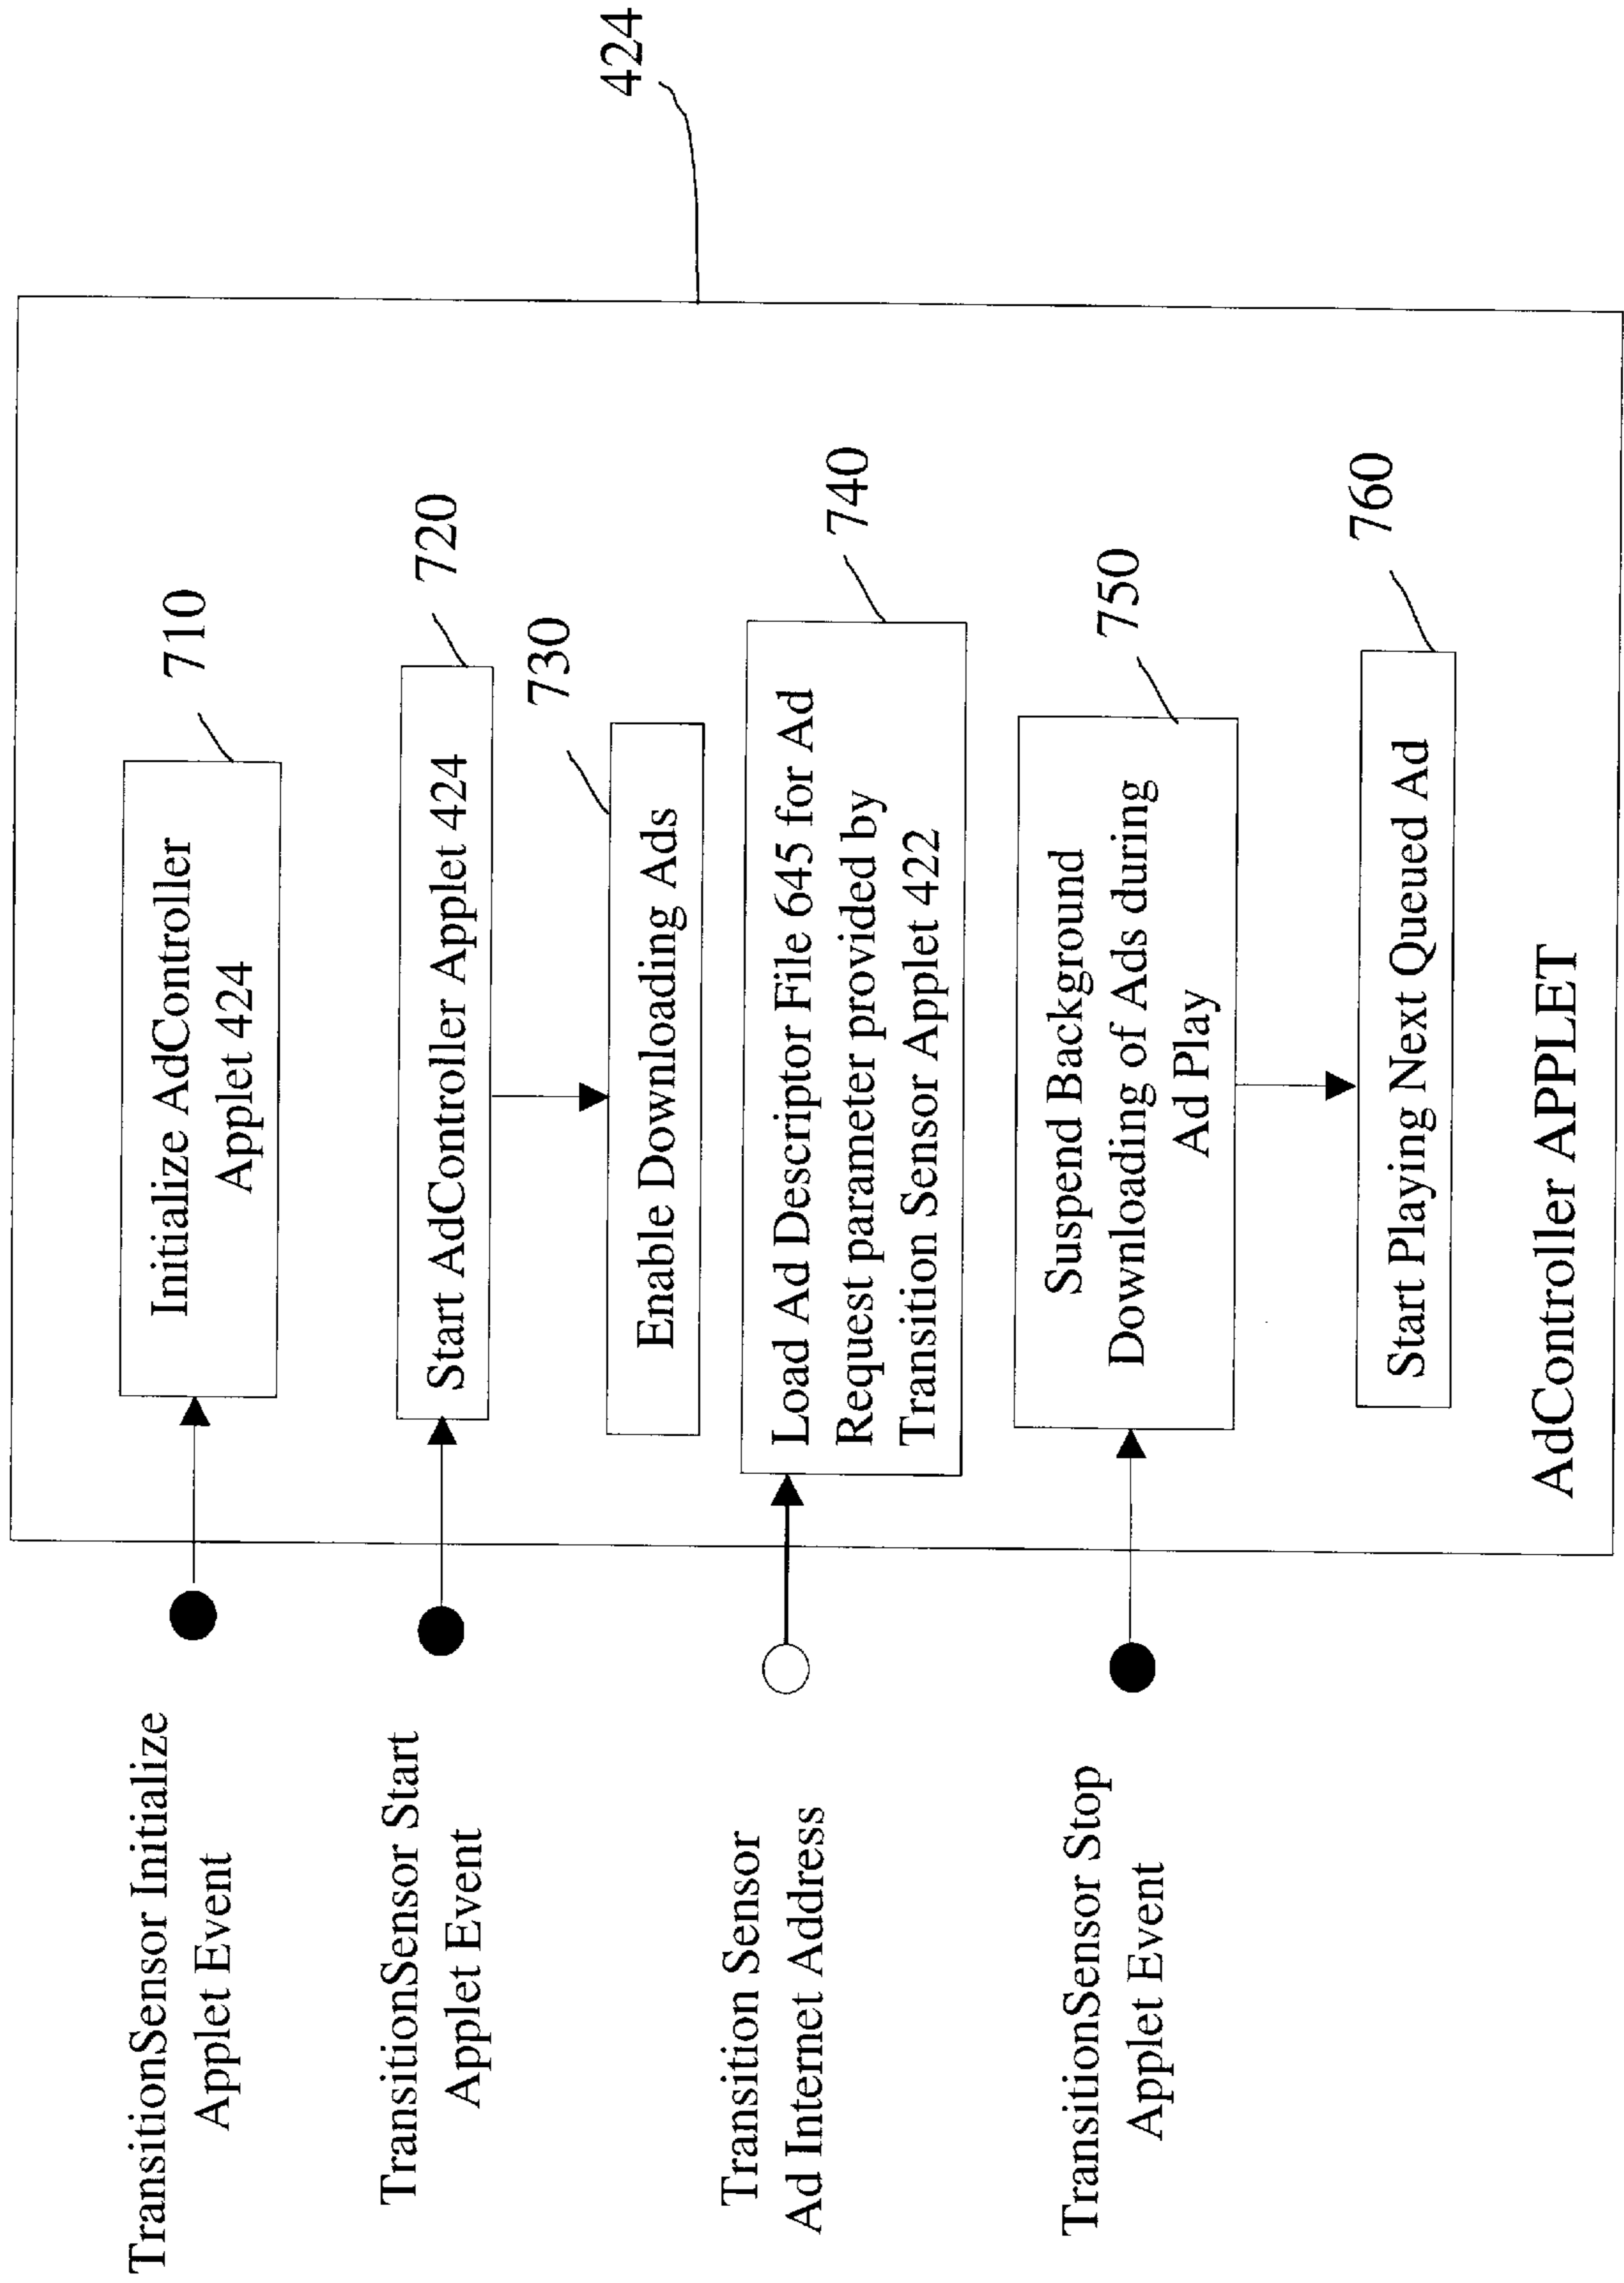 424
TransitionSensor Initialize
Applet Event
Initialize AdController
Applet 424
710
TransitionSensor Start
Applet Event
Start AdController Applet 424
720
730
Enable Downloading Ads
Transition Sensor
Ad Internet Address
Load Ad Descriptor File 645 for Ad
Request parameter provided by
Transition Sensor Applet 422
740
TransitionSensor Stop
Applet Event
Suspend Background
Downloading of Ads during
Ad Play
750
Start Playing Next Queued Ad
760
AdController APPLET